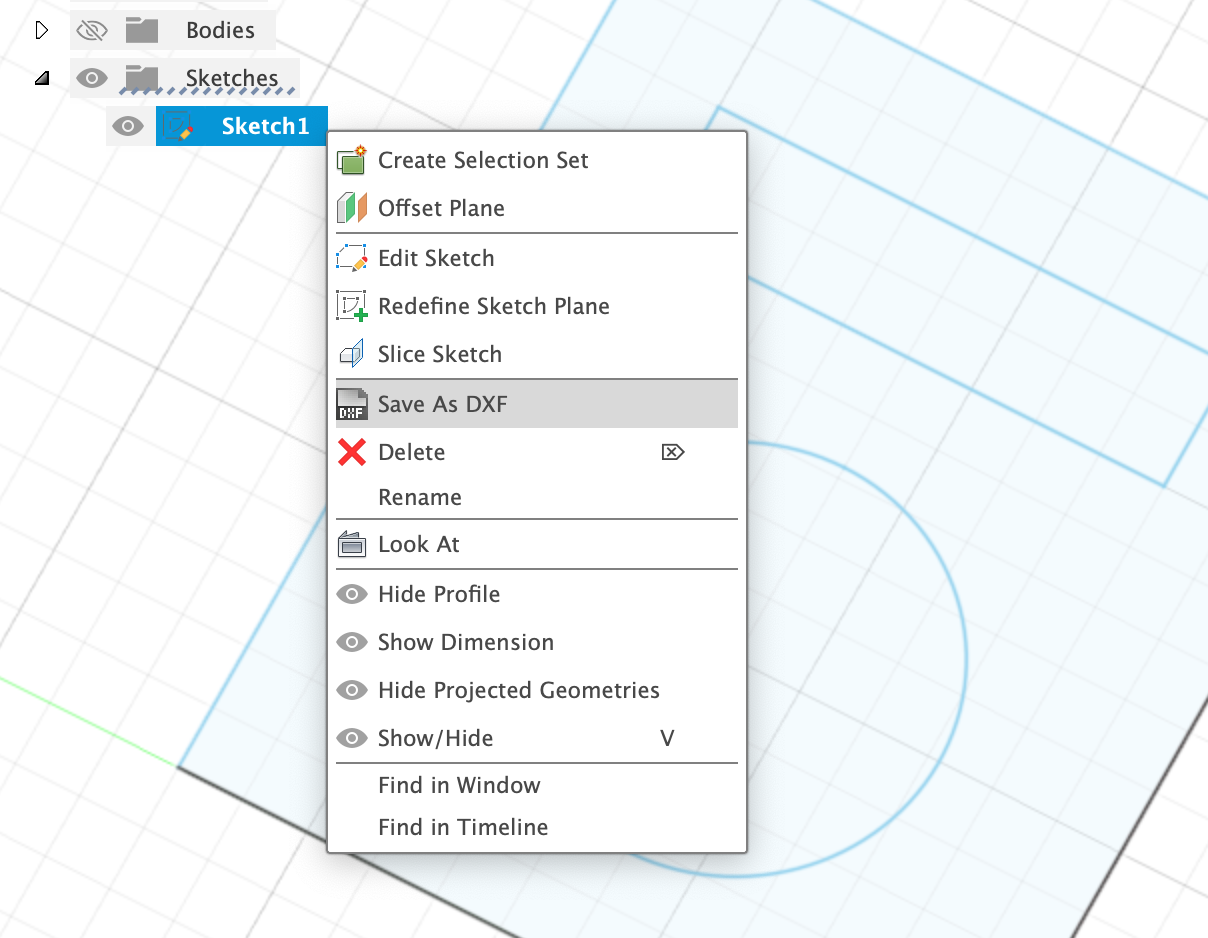 Bodies
Sketches
Sketch1
Create Selection Set
Offset Plane
Edit Sketch
Redefine Sketch Plane
Slice Sketch
DXF Save As DXF
Delete
Rename
Look At
Hide Profile
Show Dimension
Hide Projected Geometries
Show/Hide V
Find in Window
Find in Timeline